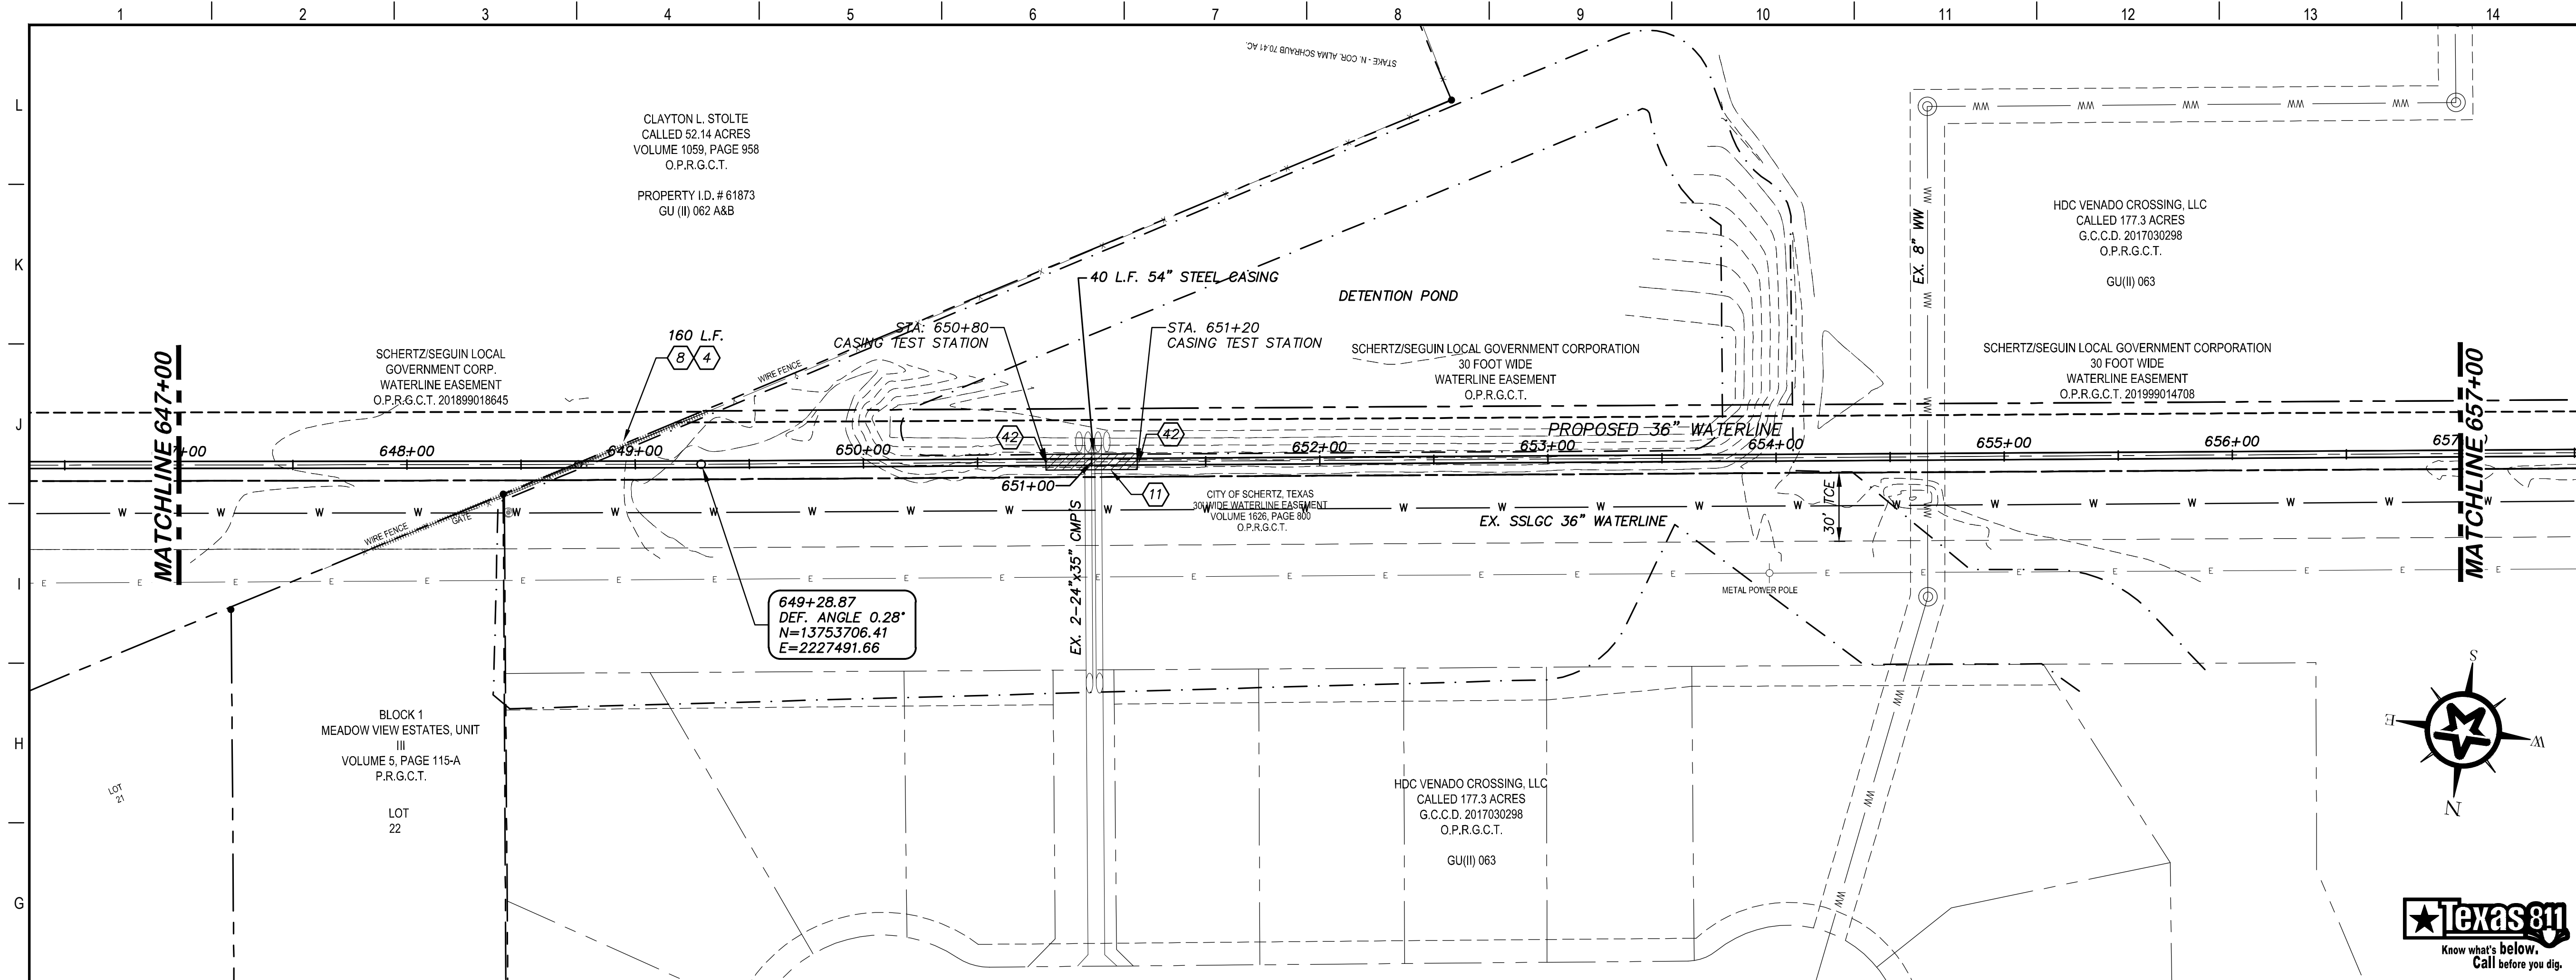 1 2 3 4 5 6 7 8 9 10 11 12 13 14
L
K
J
I
H
G
STAKE - N. COR. ALMA SCHRAUB 70.41 AC.
CLAYTON L. STOLTE
CALLED 52.14 ACRES
VOLUME 1059, PAGE 958
O.P.R.G.C.T.
PROPERTY I.D. # 61873
GU (II) 062 A&B
WW WW WW WW WW
EX. 8" WW
HDC VENADO CROSSING, LLC
CALLED 177.3 ACRES
G.C.C.D. 2017030298
O.P.R.G.C.T.
GU(II) 063
40 L.F. 54" STEEL CASING
DETENTION POND
STA: 650+80
CASING TEST STATION
STA. 651+20
CASING TEST STATION
160 L.F.
8 4
WIRE FENCE
MATCHLINE 647+00
SCHERTZ/SEGUIN LOCAL
GOVERNMENT CORP.
WATERLINE EASEMENT
O.P.R.G.C.T. 201899018645
SCHERTZ/SEGUIN LOCAL GOVERNMENT CORPORATION
30 FOOT WIDE
WATERLINE EASEMENT
O.P.R.G.C.T.
SCHERTZ/SEGUIN LOCAL GOVERNMENT CORPORATION
30 FOOT WIDE
WATERLINE EASEMENT
O.P.R.G.C.T. 201999014708
MATCHLINE 657+00
42
42
PROPOSED 36" WATERLINE
648+00 649+00 650+00 652+00 653+00 654+00 655+00 656+00
651+00
11
CITY OF SCHERTZ, TEXAS
30' WIDE WATERLINE EASEMENT
VOLUME 1626, PAGE 800
O.P.R.G.C.T.
EX. SSLGC 36" WATERLINE
30' TCE
W W W W W W W W W W W W W W W W W W W W W W W W
WIRE FENCE
GATE
E E E E E E E E E E E E E E E E E E E E E E E E E E
METAL POWER POLE
EX. 2-24"x35" CMP'S
649+28.87
DEF. ANGLE 0.28°
N=13753706.41
E=2227491.66
BLOCK 1
MEADOW VIEW ESTATES, UNIT
III
VOLUME 5, PAGE 115-A
P.R.G.C.T.
LOT
22
LOT
21
HDC VENADO CROSSING, LLC
CALLED 177.3 ACRES
G.C.C.D. 2017030298
O.P.R.G.C.T.
GU(II) 063
WW
WW
WW
S
E
W
N
Texas811
Know what's below.
Call before you dig.